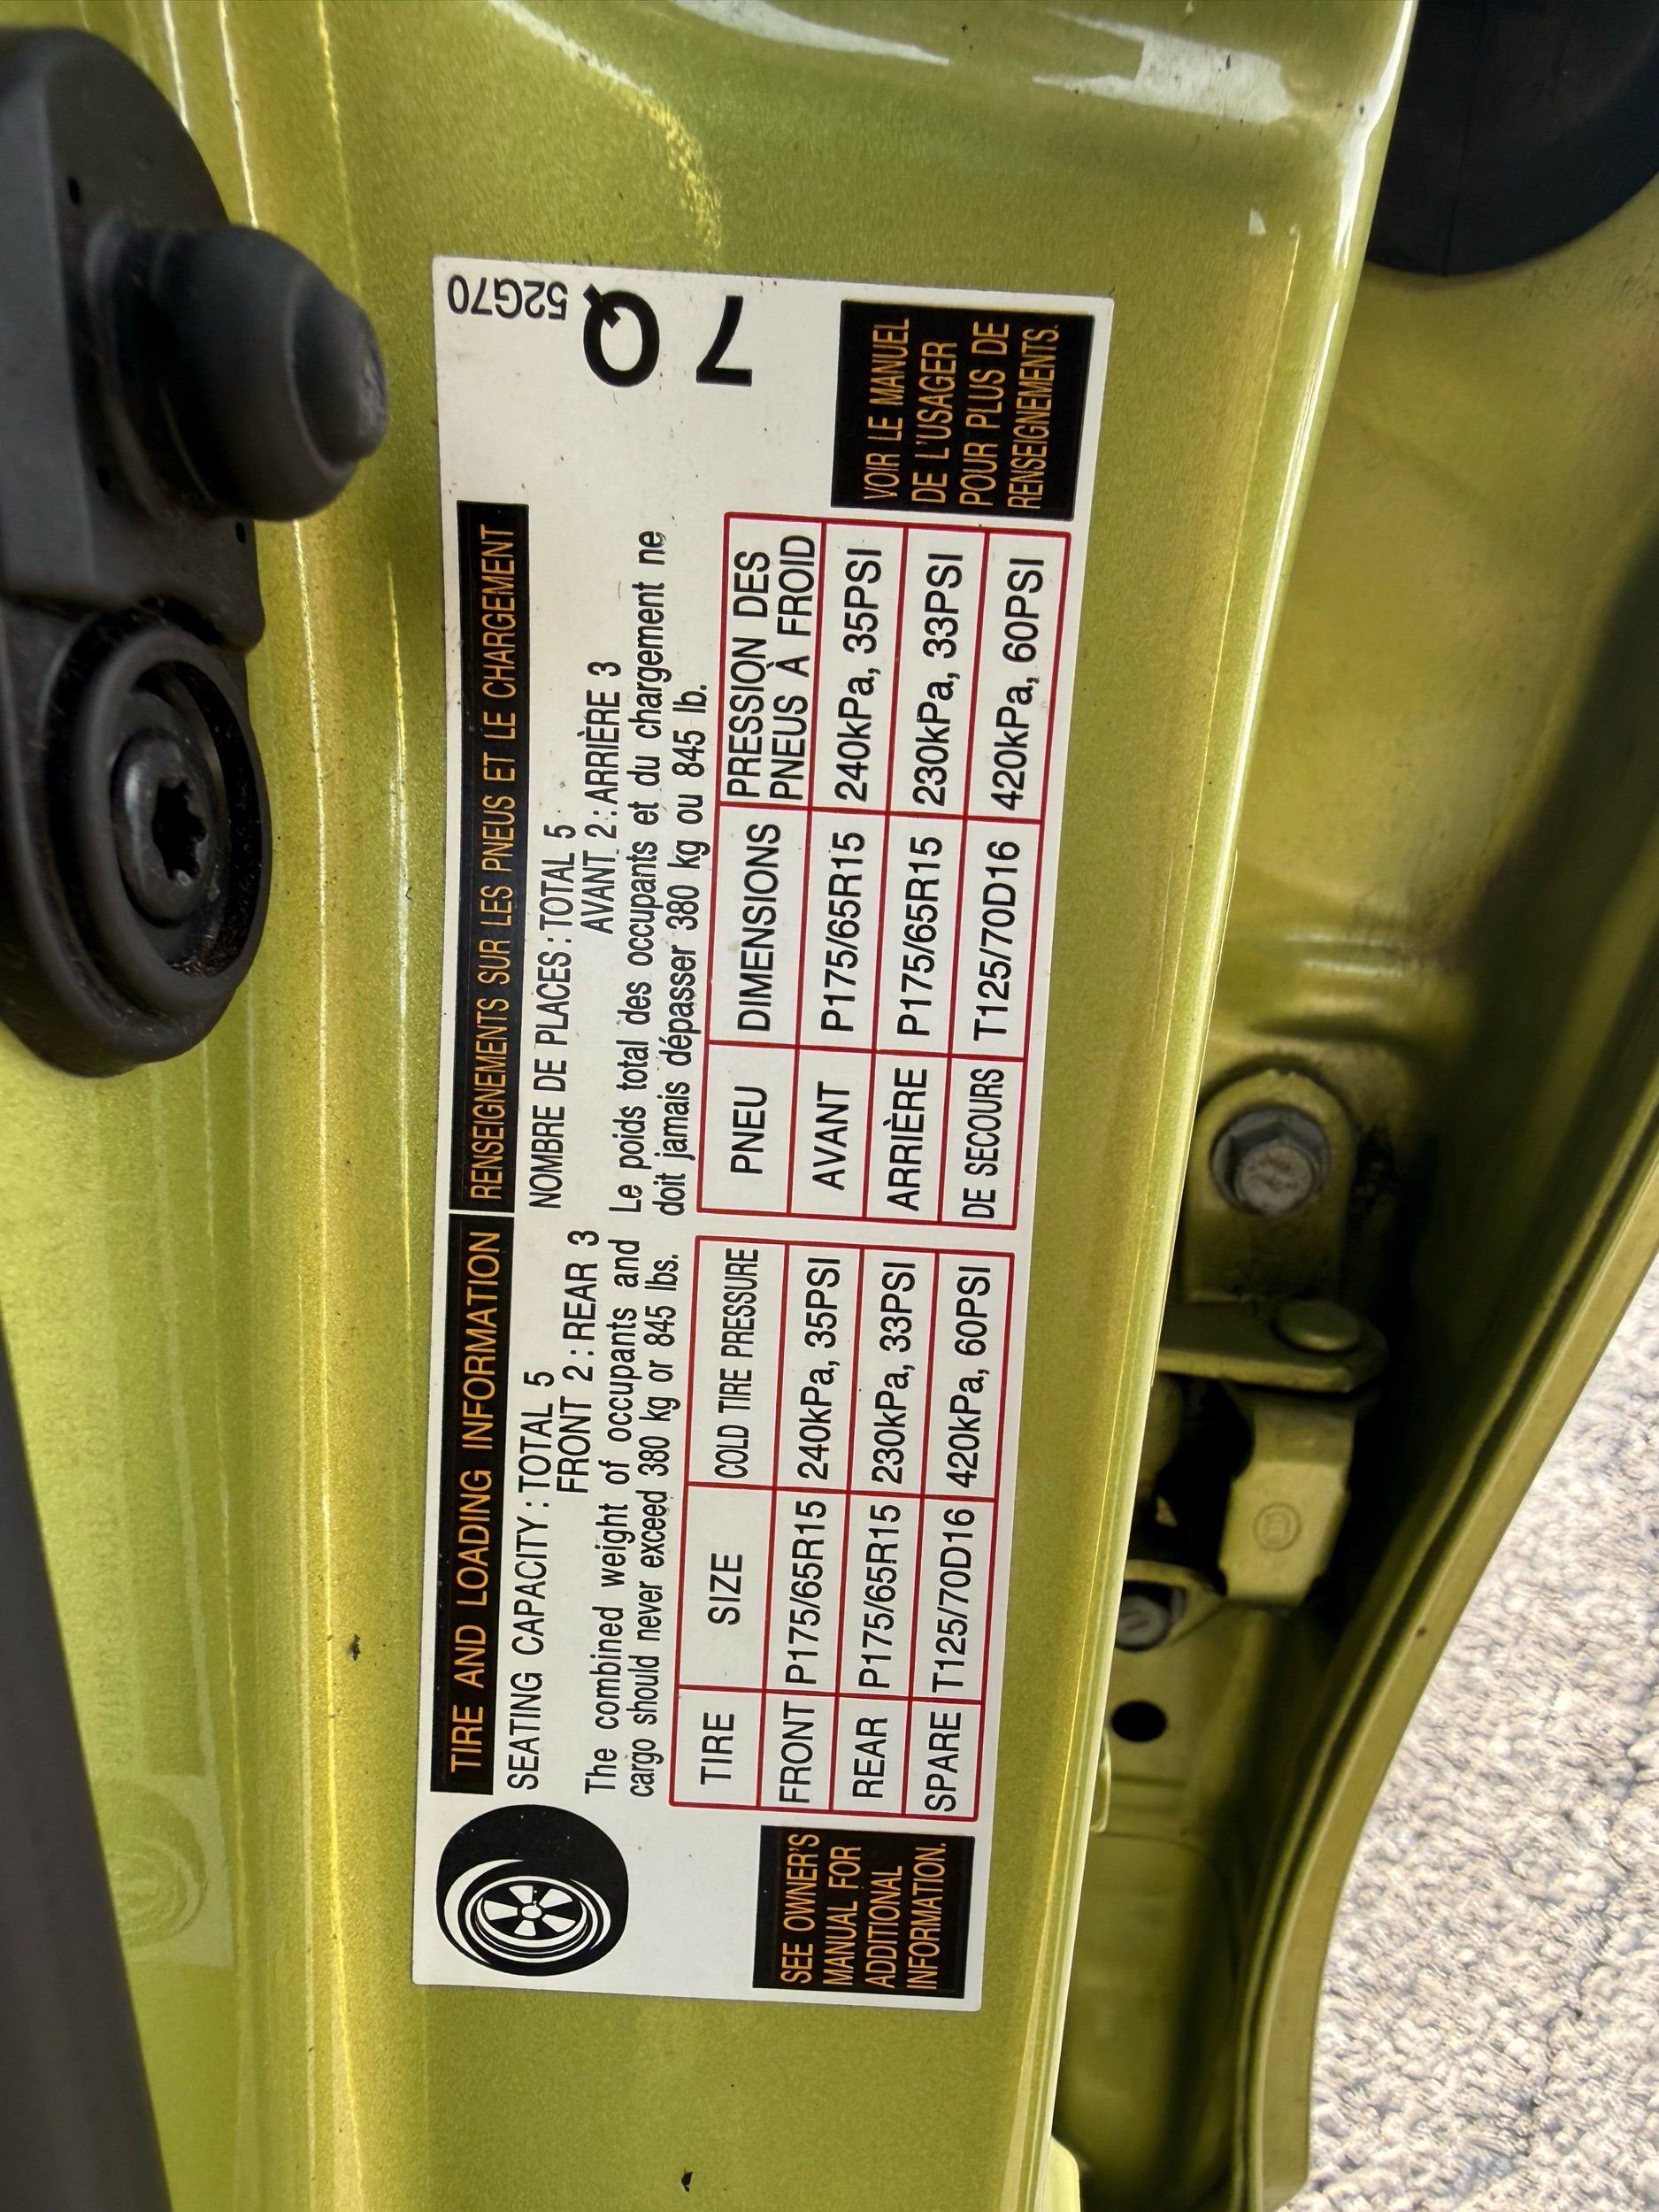 TIRE AND LOADING INFORMATION
SEATING CAPACITY : TOTAL 5
FRONT 2 : REAR 3
The combined weight of occupants and
cargo should never exceed 380 kg or 845 lbs.
TIRE SIZE COLD TIRE PRESSURE
FRONT P175/65R15 240kPa, 35PSI
REAR P175/65R15 230kPa, 33PSI
SPARE T125/70D16 420kPa, 60PSI
SEE OWNER'S
MANUAL FOR
ADDITIONAL
INFORMATION.
RENSEIGNEMENTS SUR LES PNEUS ET LE CHARGEMENT
NOMBRE DE PLACES : TOTAL 5
AVANT 2 : ARRIÈRE 3
Le poids total des occupants et du chargement ne
doit jamais dépasser 380 kg ou 845 lb.
PNEU DIMENSIONS PRESSION DES
PNEUS À FROID
AVANT P175/65R15 240kPa, 35PSI
ARRIÈRE P175/65R15 230kPa, 33PSI
DE SECOURS T125/70D16 420kPa, 60PSI
VOIR LE MANUEL
DE L'USAGER
POUR PLUS DE
RENSEIGNEMENTS.
52G70
7Q